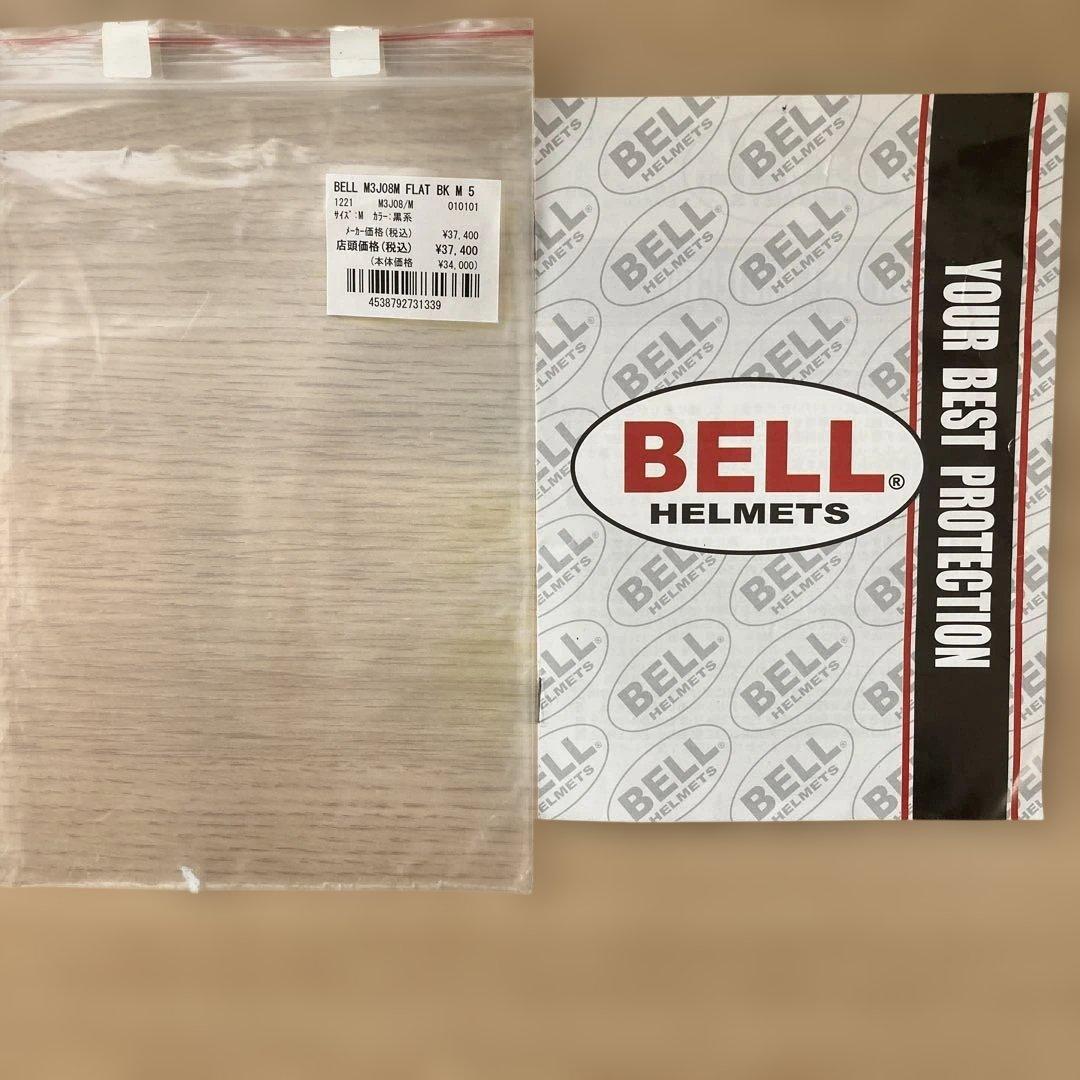 BELL M3J08M FLAT BK M 5
1221 M3J08/M 010101
サイズ:M カラー:黒系
メーカー価格(税込) ¥37,400
店頭価格(税込) ¥37,400
(本体価格 ¥34,000)
4538792731339
BELL®
HELMETS
YOUR BEST PROTECTION